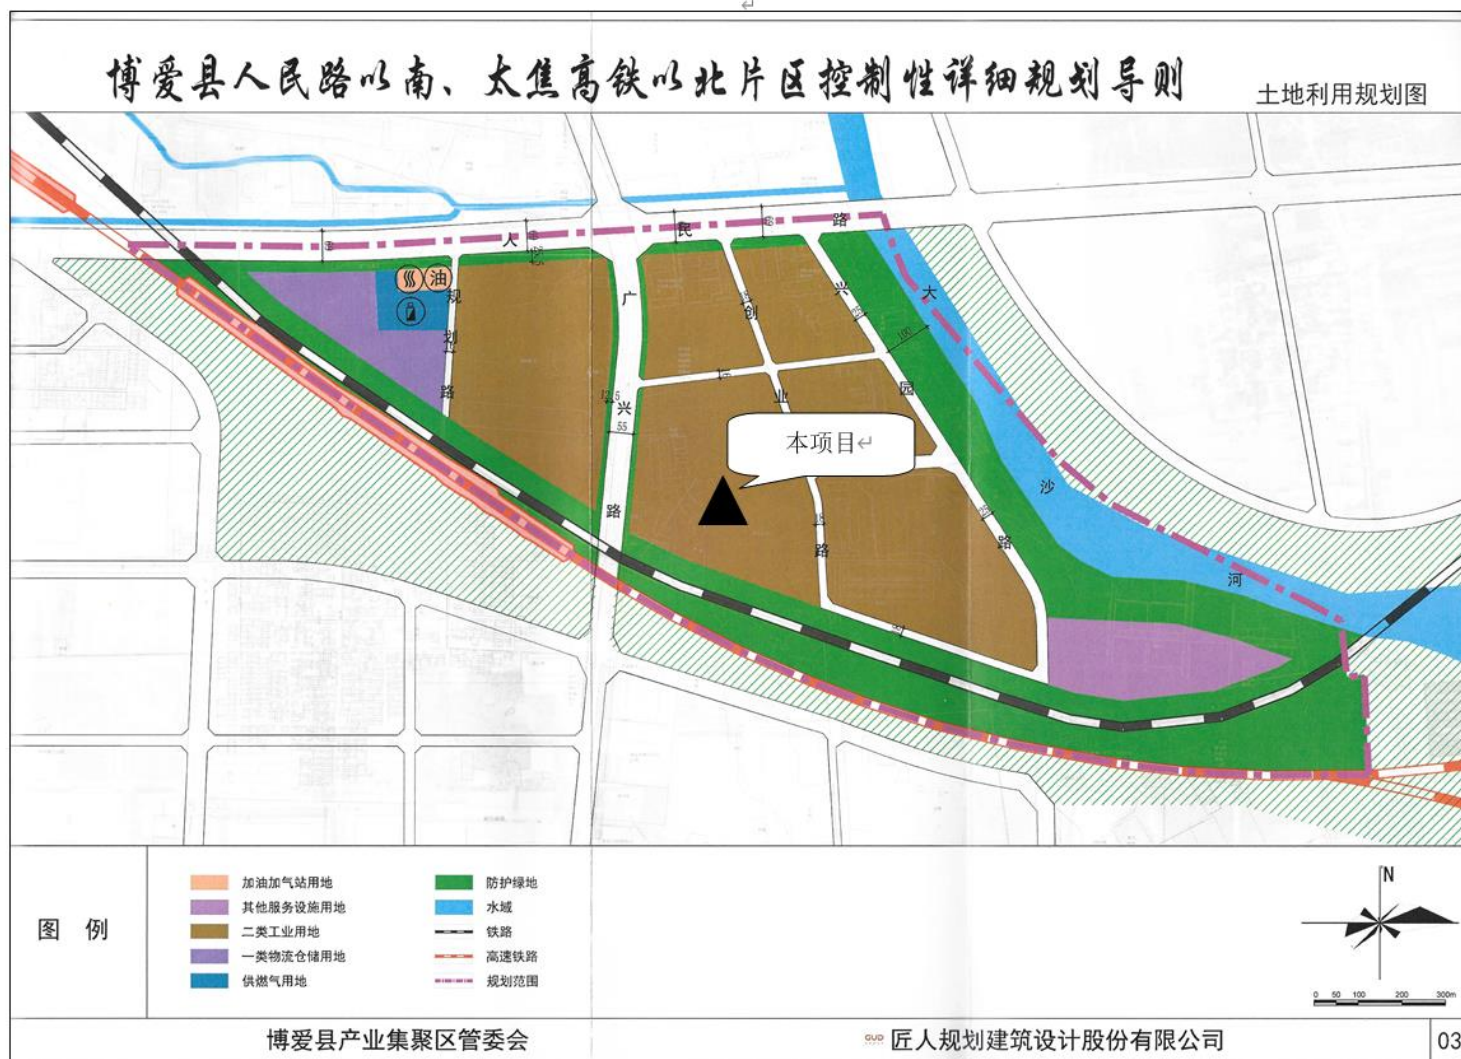 博爱县人民路以南、太焦高铁以北片区控制性详细规划导则
土地利用规划图
人民路
油
规划路
广兴路
创业路
兴园路
大沙河
100
55
25
25
15
本项目
图例
加油加气站用地
其他服务设施用地
二类工业用地
一类物流仓储用地
供燃气用地
防护绿地
水域
铁路
高速铁路
规划范围
N
0 50 100 200 300m
博爱县产业集聚区管委会
GVD 匠人规划建筑设计股份有限公司
03